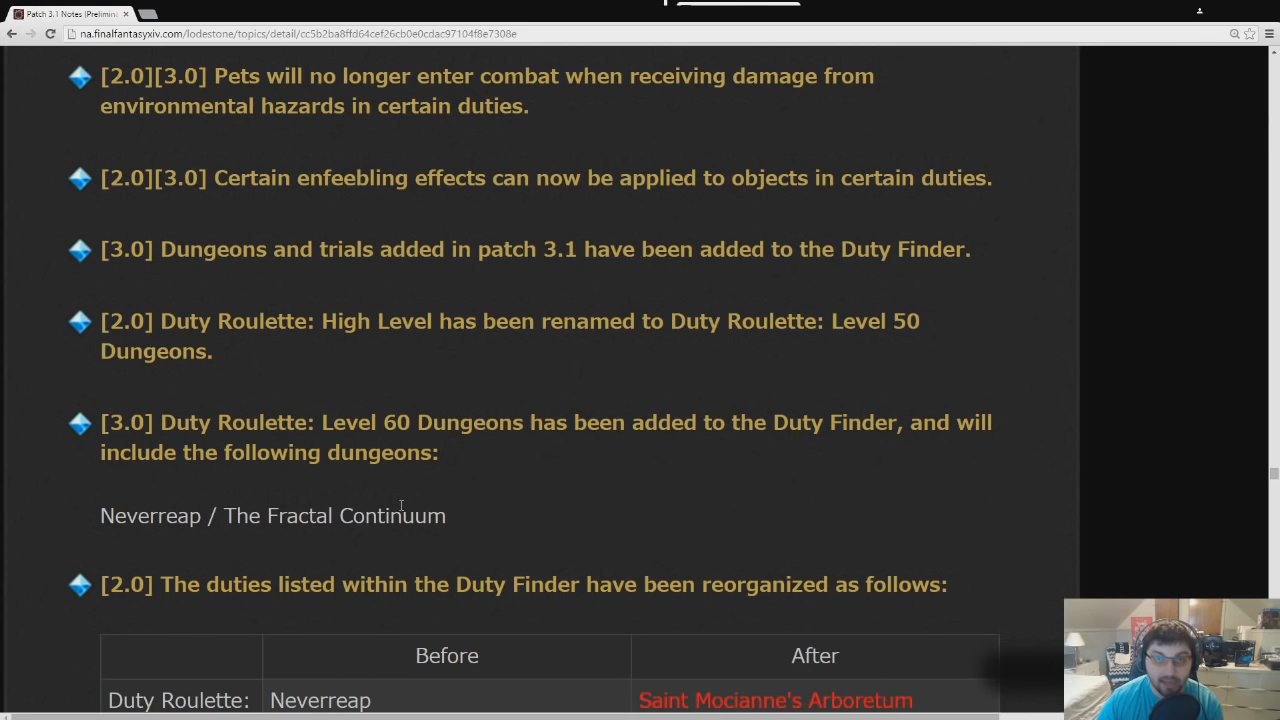 Patch 3.1 Notes (Prelimin
na.finalfantasyxiv.com/lodestone/topics/detail/cc5b2ba8ffd64cef26cb0e0cdac97104f8e7308e
[2.0][3.0] Pets will no longer enter combat when receiving damage from
environmental hazards in certain duties.
[2.0][3.0] Certain enfeebling effects can now be applied to objects in certain duties.
[3.0] Dungeons and trials added in patch 3.1 have been added to the Duty Finder.
[2.0] Duty Roulette: High Level has been renamed to Duty Roulette: Level 50
Dungeons.
[3.0] Duty Roulette: Level 60 Dungeons has been added to the Duty Finder, and will
include the following dungeons:
Neverreap / The Fractal Continuum
[2.0] The duties listed within the Duty Finder have been reorganized as follows:
Before After
Duty Roulette: Neverreap Saint Mocianne's Arboretum